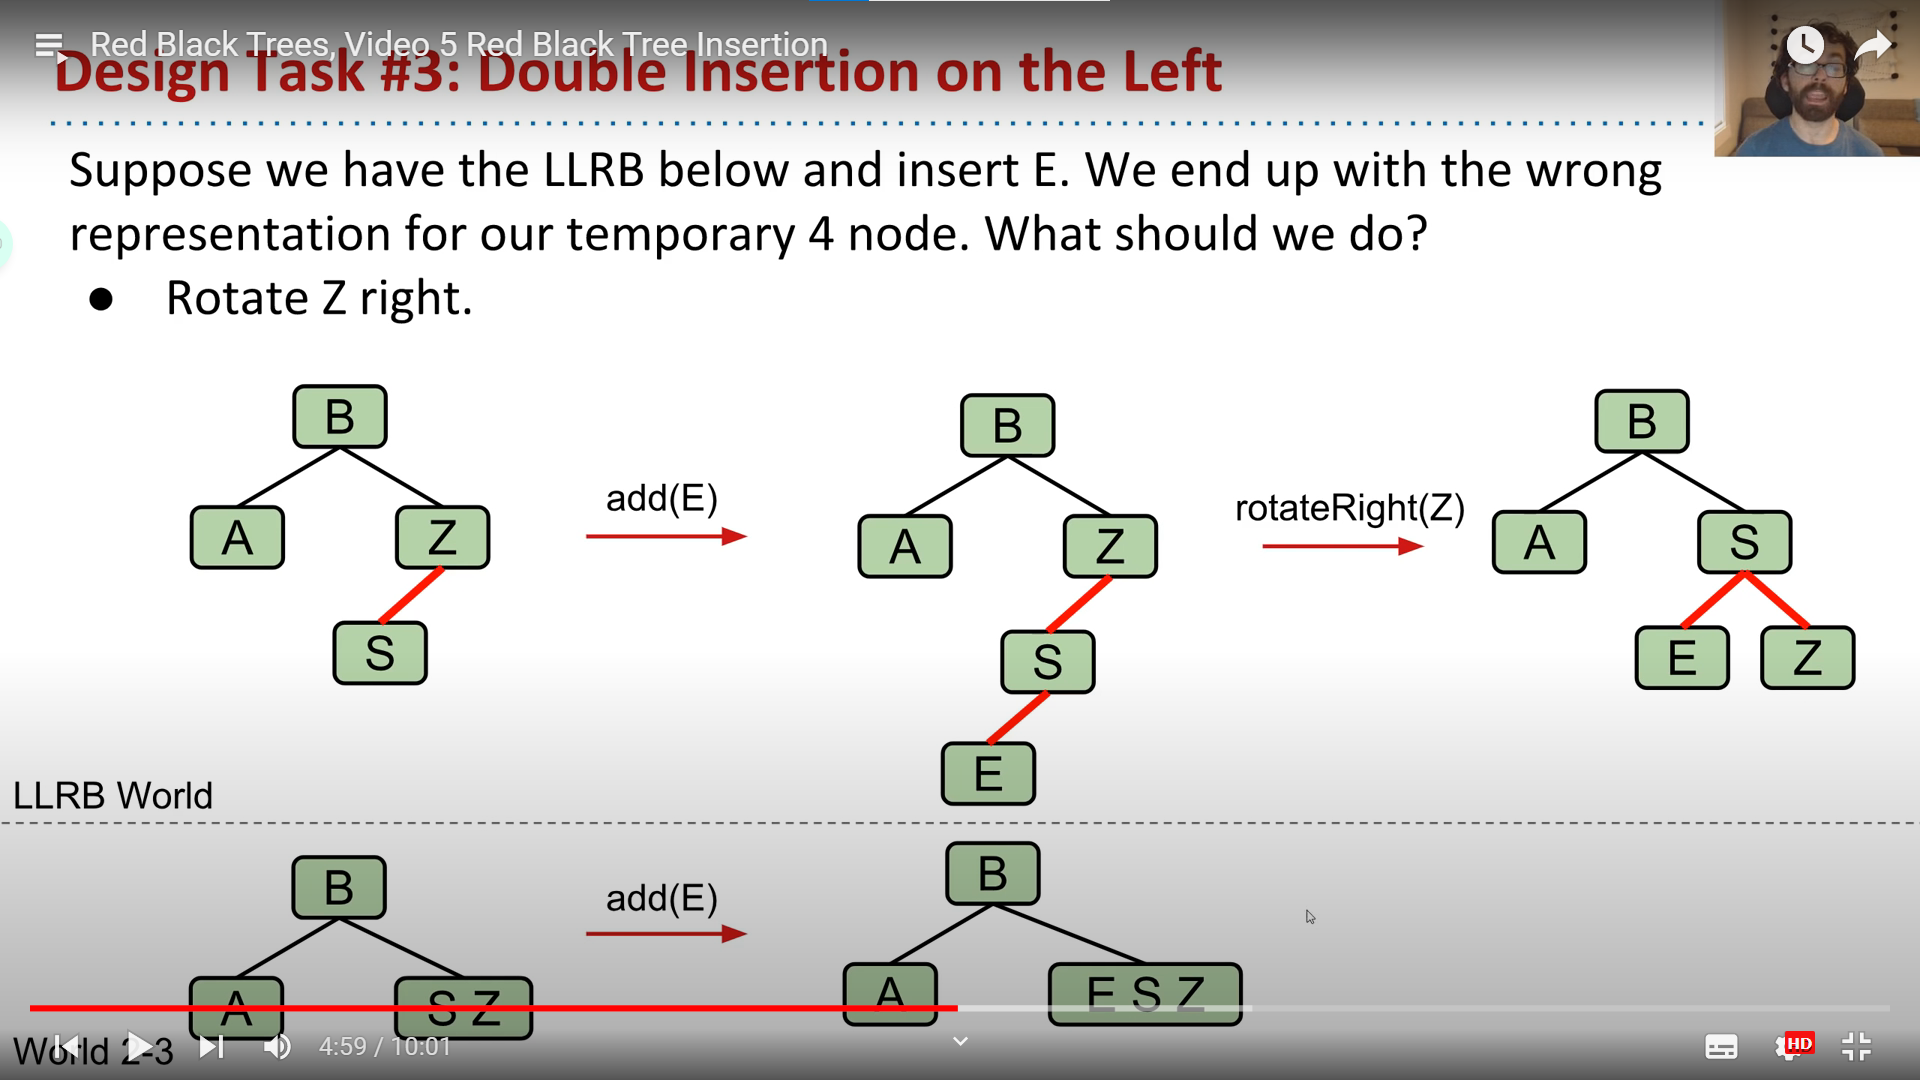 Red Black Trees, Video 5 Red Black Tree Insertion
Design Task #3: Double Insertion on the Left
Suppose we have the LLRB below and insert E. We end up with the wrong
representation for our temporary 4 node. What should we do?
● Rotate Z right.
B
A
Z
S
add(E)
B
A
Z
S
E
rotateRight(Z)
B
A
S
E
Z
LLRB World
B
A
S Z
add(E)
B
A
E S Z
World 2-3
4:59 / 10:01
HD